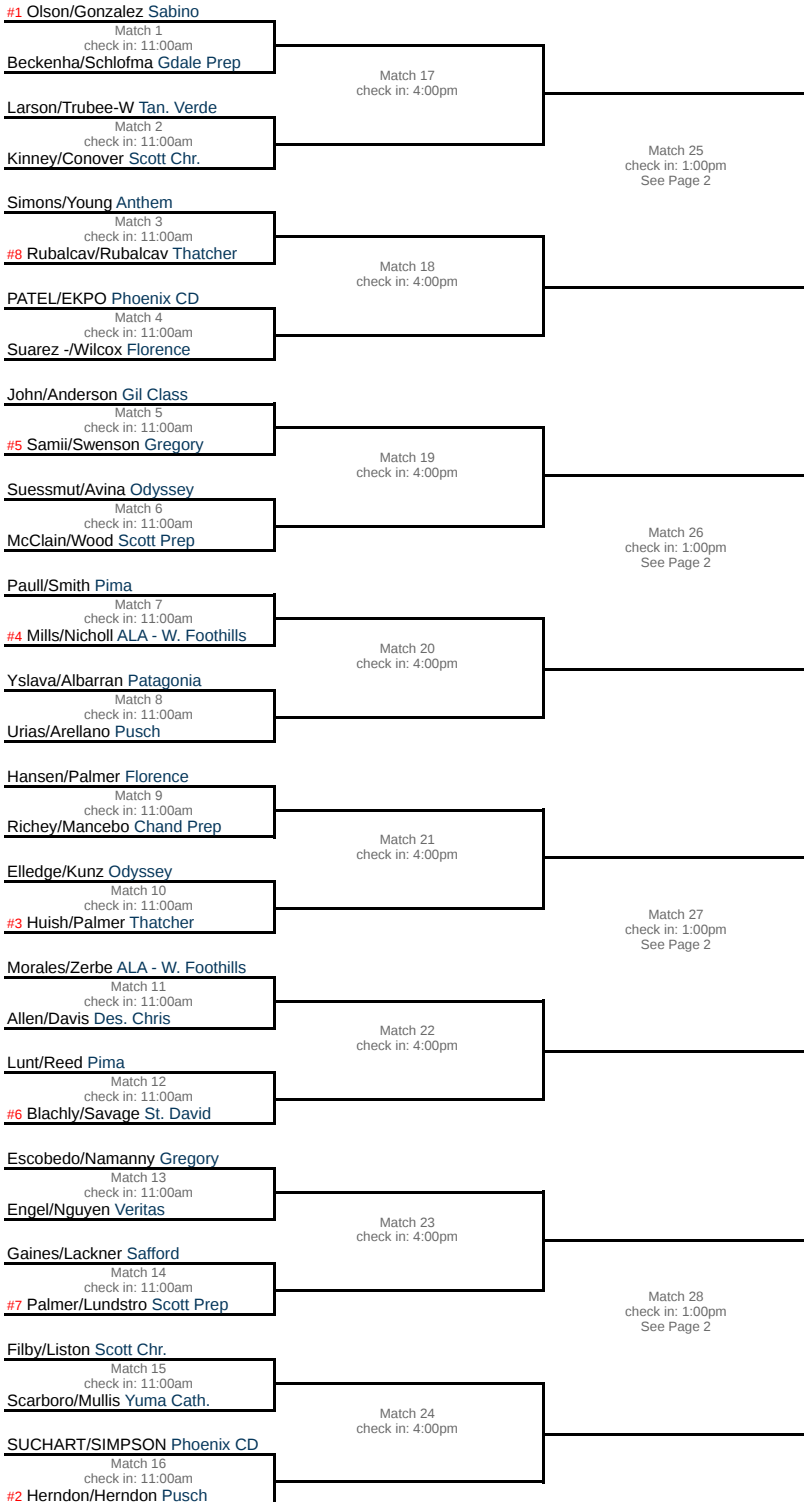 #1 Olson/Gonzalez Sabino
Match 1
check in: 11:00am
Beckenha/Schlofma Gdale Prep
Match 17
check in: 4:00pm
Larson/Trubee-W Tan. Verde
Match 2
check in: 11:00am
Kinney/Conover Scott Chr.
Match 25
check in: 1:00pm
See Page 2
Simons/Young Anthem
Match 3
check in: 11:00am
#8 Rubalcav/Rubalcav Thatcher
Match 18
check in: 4:00pm
PATEL/EKPO Phoenix CD
Match 4
check in: 11:00am
Suarez -/Wilcox Florence
John/Anderson Gil Class
Match 5
check in: 11:00am
#5 Samii/Swenson Gregory
Match 19
check in: 4:00pm
Suessmut/Avina Odyssey
Match 6
check in: 11:00am
McClain/Wood Scott Prep
Match 26
check in: 1:00pm
See Page 2
Paull/Smith Pima
Match 7
check in: 11:00am
#4 Mills/Nicholl ALA - W. Foothills
Match 20
check in: 4:00pm
Yslava/Albarran Patagonia
Match 8
check in: 11:00am
Urias/Arellano Pusch
Hansen/Palmer Florence
Match 9
check in: 11:00am
Richey/Mancebo Chand Prep
Match 21
check in: 4:00pm
Elledge/Kunz Odyssey
Match 10
check in: 11:00am
#3 Huish/Palmer Thatcher
Match 27
check in: 1:00pm
See Page 2
Morales/Zerbe ALA - W. Foothills
Match 11
check in: 11:00am
Allen/Davis Des. Chris
Match 22
check in: 4:00pm
Lunt/Reed Pima
Match 12
check in: 11:00am
#6 Blachly/Savage St. David
Escobedo/Namanny Gregory
Match 13
check in: 11:00am
Engel/Nguyen Veritas
Match 23
check in: 4:00pm
Gaines/Lackner Safford
Match 14
check in: 11:00am
#7 Palmer/Lundstro Scott Prep
Match 28
check in: 1:00pm
See Page 2
Filby/Liston Scott Chr.
Match 15
check in: 11:00am
Scarboro/Mullis Yuma Cath.
Match 24
check in: 4:00pm
SUCHART/SIMPSON Phoenix CD
Match 16
check in: 11:00am
#2 Herndon/Herndon Pusch